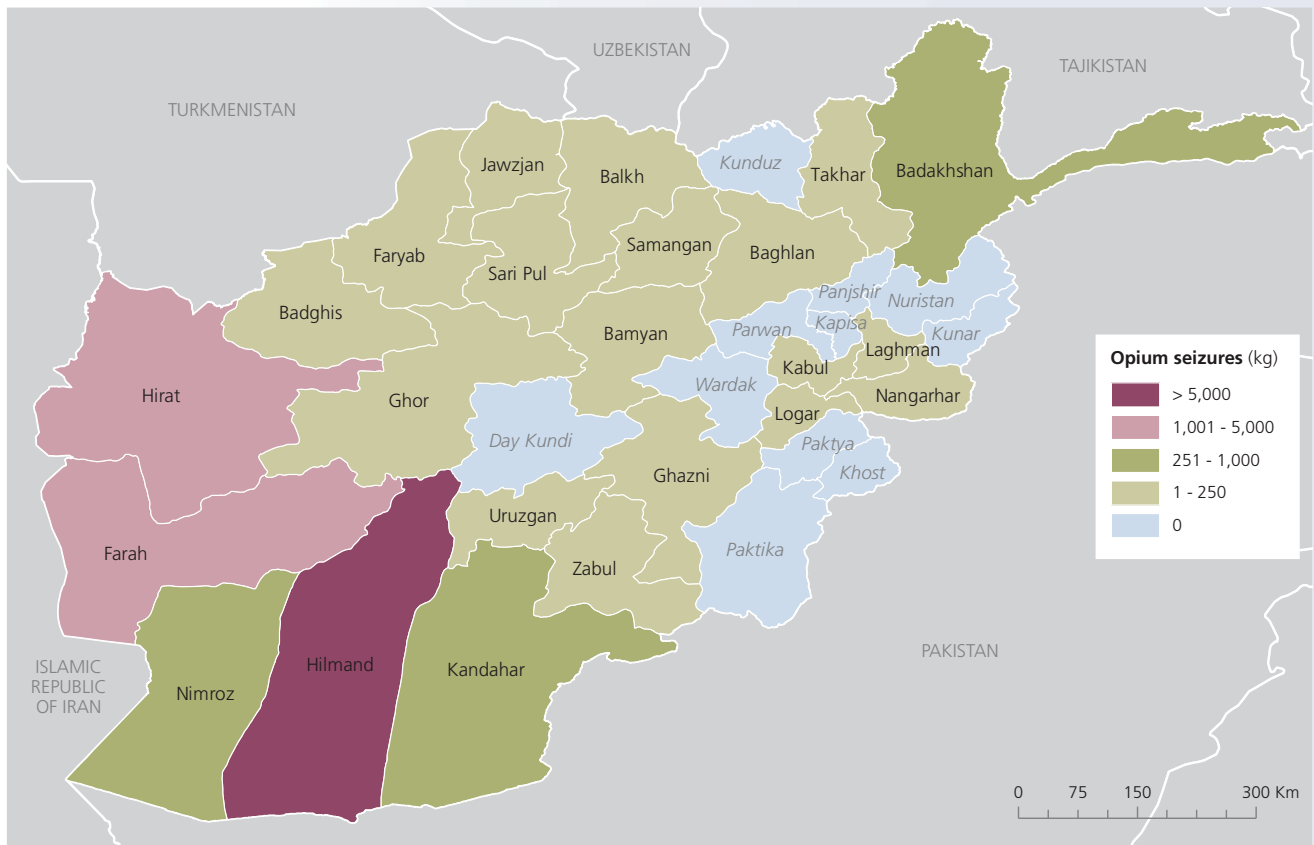 UZBEKISTAN
TAJIKISTAN
TURKMENISTAN
Jawzjan
Balkh
Kunduz
Takhar
Badakhshan
Faryab
Samangan
Baghlan
Sari Pul
Badghis
Panjshir
Nuristan
Bamyan
Parwan
Kapisa
Kunar
Laghman
Kabul
Hirat
Ghor
Wardak
Nangarhar
Logar
Day Kundi
Paktya
Khost
Ghazni
Uruzgan
Farah
Zabul
Paktika
Hilmand
Kandahar
Nimroz
ISLAMIC
REPUBLIC
OF IRAN
PAKISTAN
Opium seizures (kg)
> 5,000
1,001 - 5,000
251 - 1,000
1 - 250
0
0 75 150 300 Km